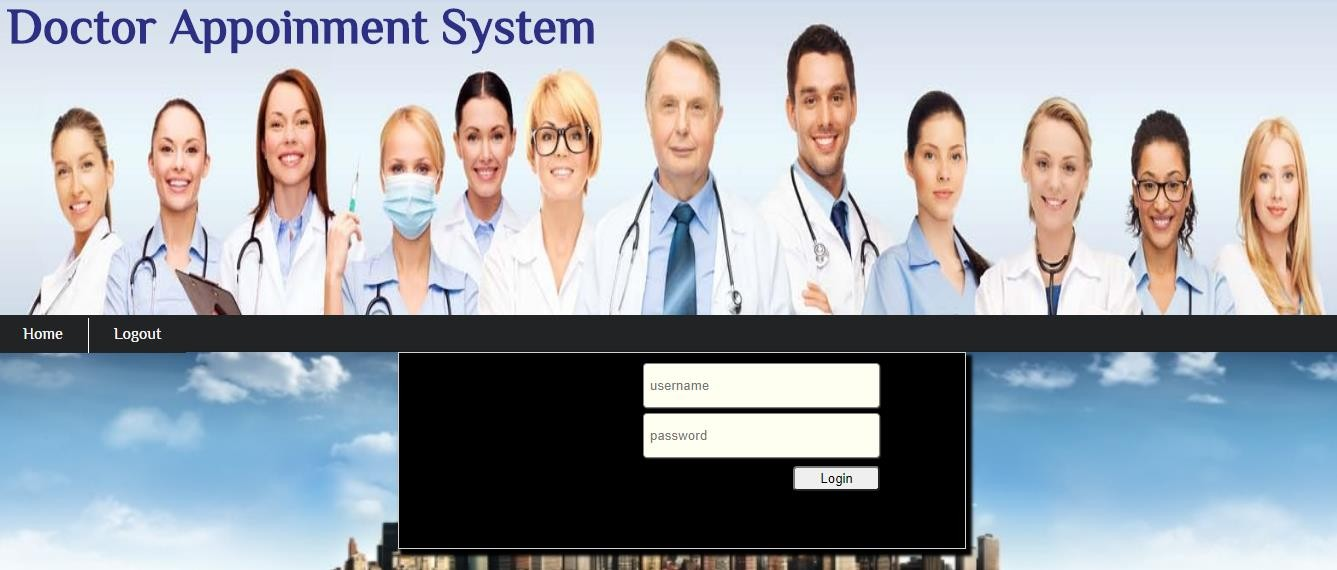 Doctor Appoinment System
Home
Logout
username
password
Login